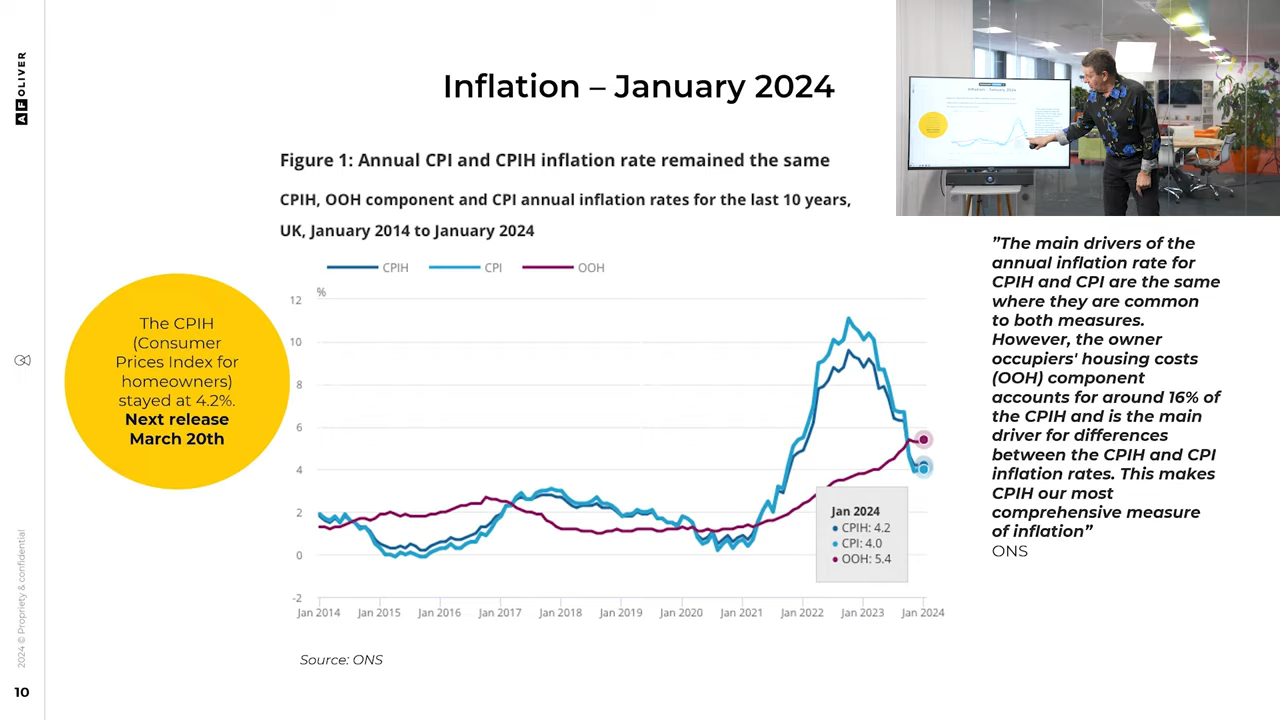 AF OLIVER
Inflation – January 2024
Figure 1: Annual CPI and CPIH inflation rate remained the same
CPIH, OOH component and CPI annual inflation rates for the last 10 years,
UK, January 2014 to January 2024
CPIH CPI OOH
%
12
10
8
6
4
2
0
-2
Jan 2014 Jan 2015 Jan 2016 Jan 2017 Jan 2018 Jan 2019 Jan 2020 Jan 2021 Jan 2022 Jan 2023 Jan 2024
Jan 2024
CPIH: 4.2
CPI: 4.0
OOH: 5.4
Source: ONS
The CPIH
(Consumer
Prices Index for
homeowners)
stayed at 4.2%.
Next release
March 20th
”The main drivers of the
annual inflation rate for
CPIH and CPI are the same
where they are common
to both measures.
However, the owner
occupiers' housing costs
(OOH) component
accounts for around 16% of
the CPIH and is the main
driver for differences
between the CPIH and CPI
inflation rates. This makes
CPIH our most
comprehensive measure
of inflation”
ONS
2024 © Propriety & confidential
10
Inflation – January 2024